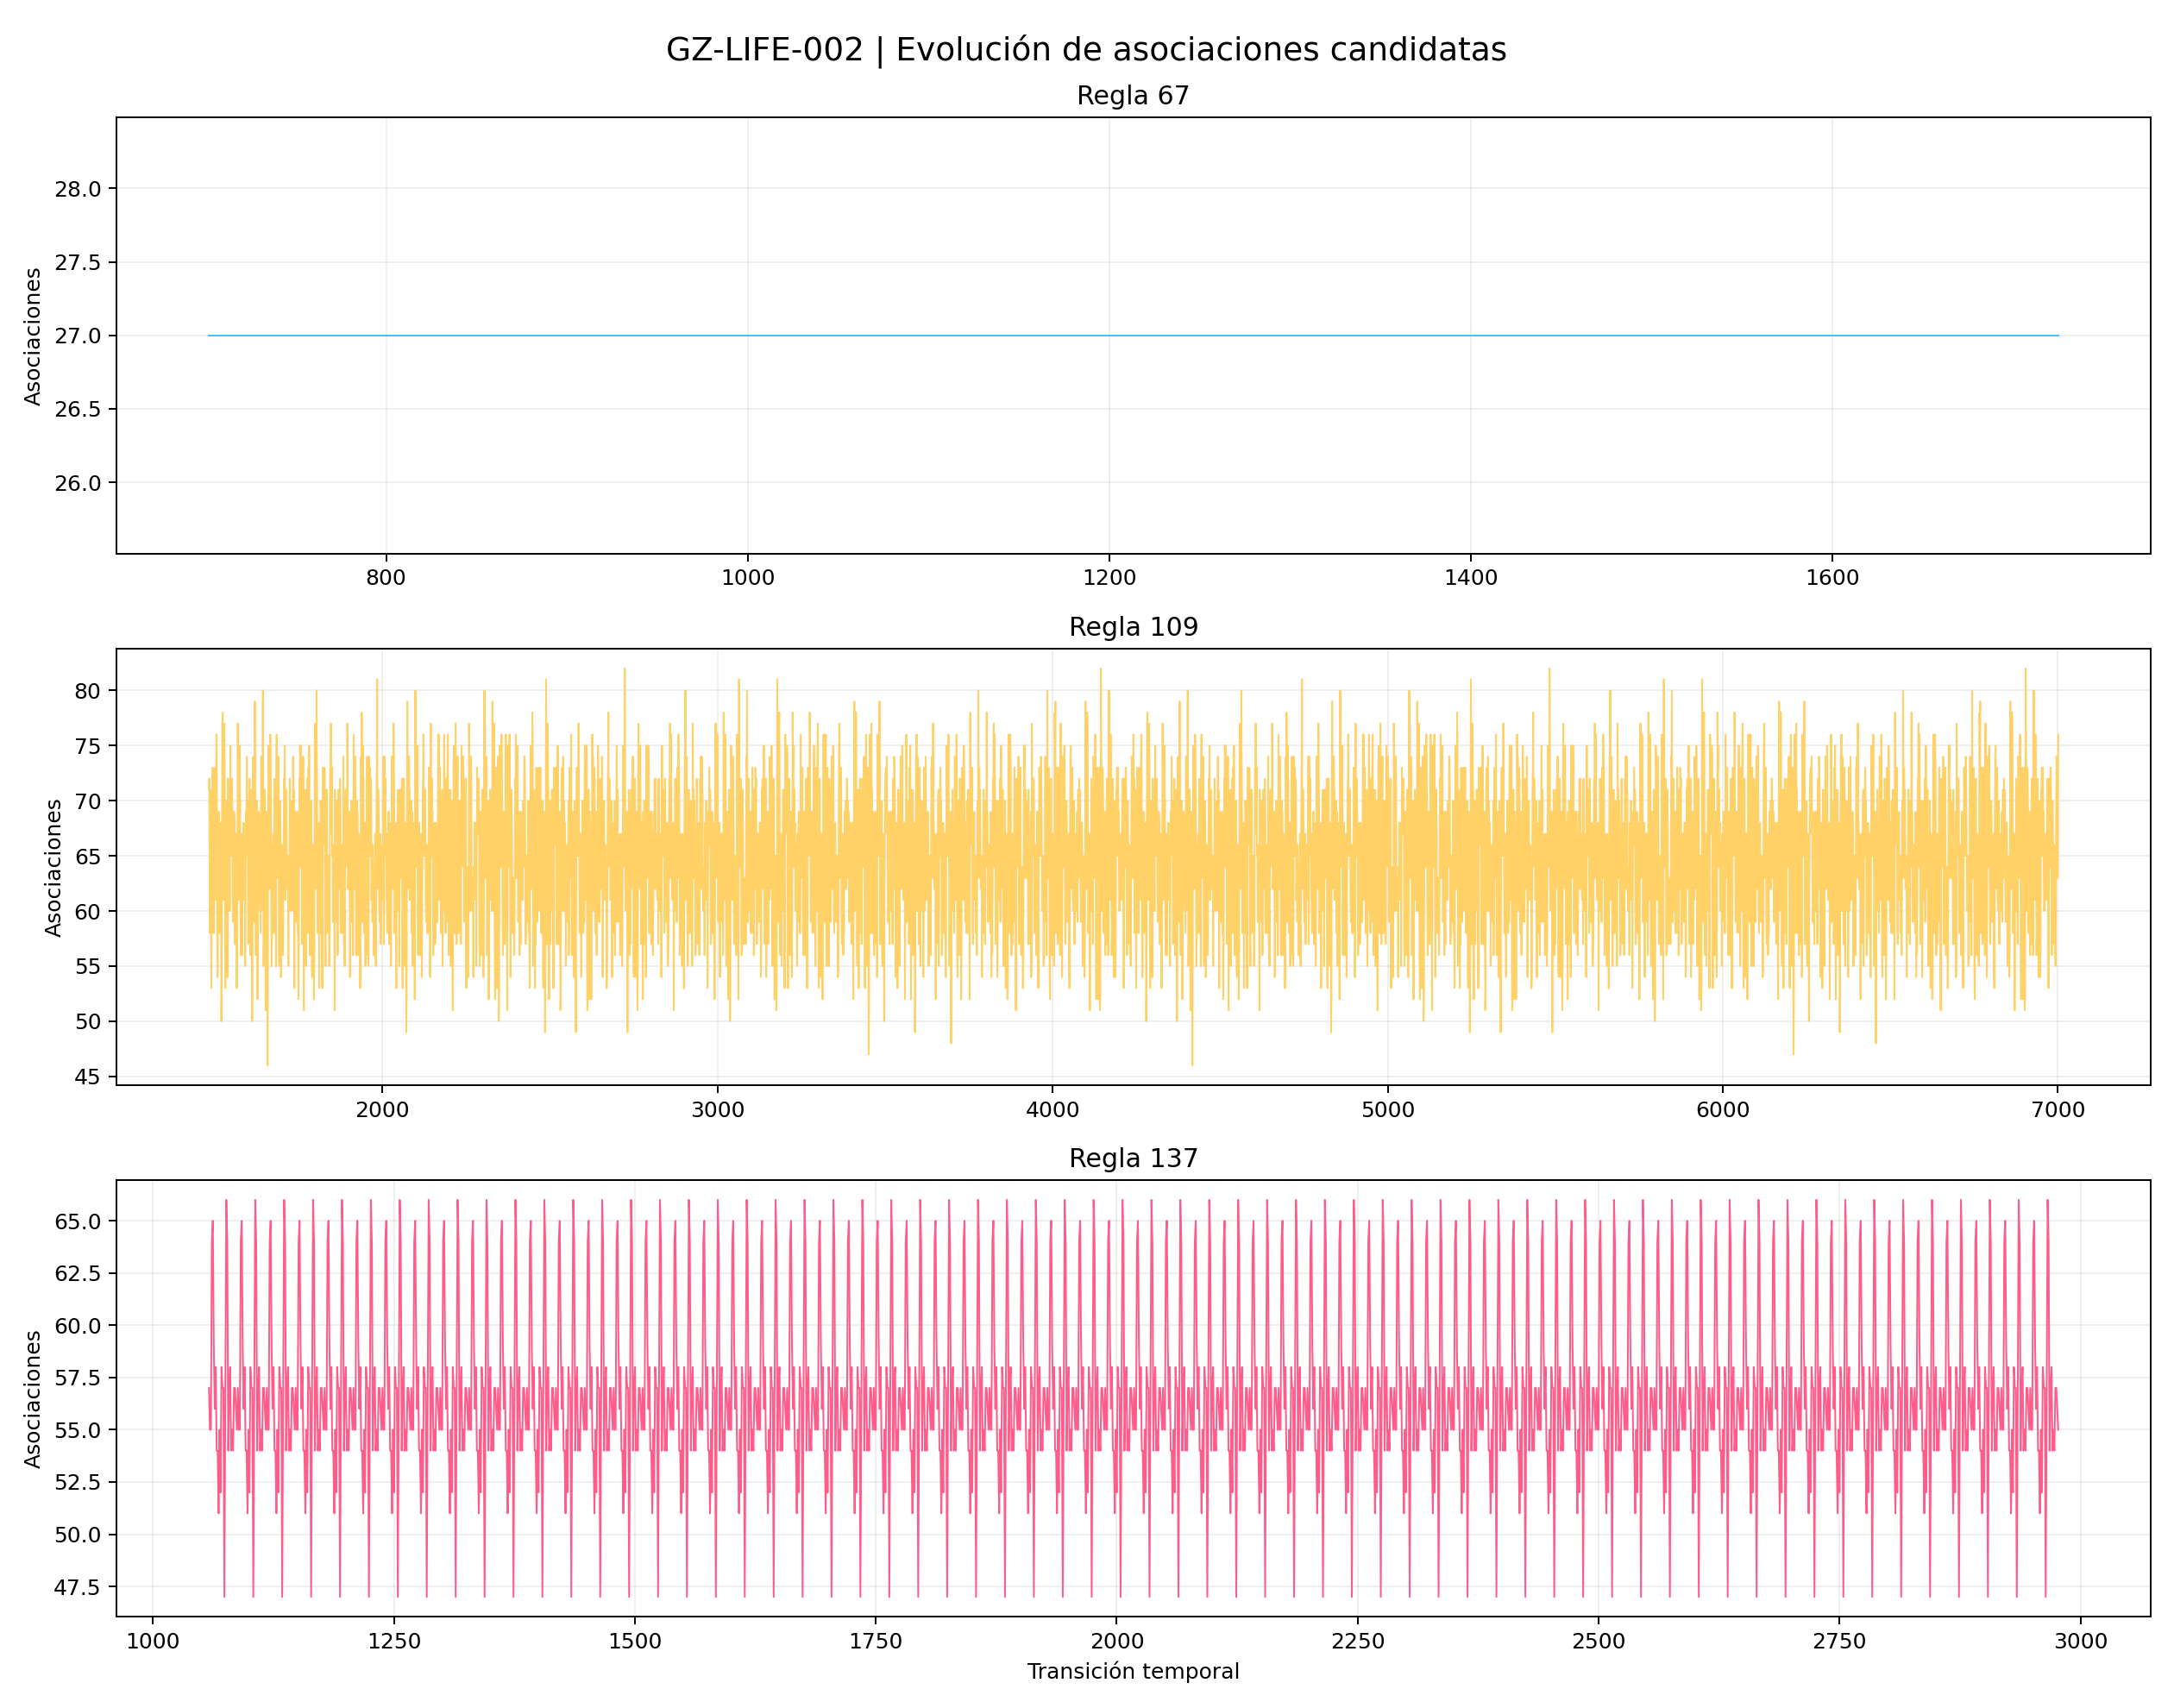 GZ-LIFE-002 | Evolución de asociaciones candidatas
Regla 67
Asociaciones
28.0
27.5
27.0
26.5
26.0
800 1000 1200 1400 1600
Regla 109
Asociaciones
80
75
70
65
60
55
50
45
2000 3000 4000 5000 6000 7000
Regla 137
Asociaciones
65.0
62.5
60.0
57.5
55.0
52.5
50.0
47.5
1000 1250 1500 1750 2000 2250 2500 2750 3000
Transición temporal